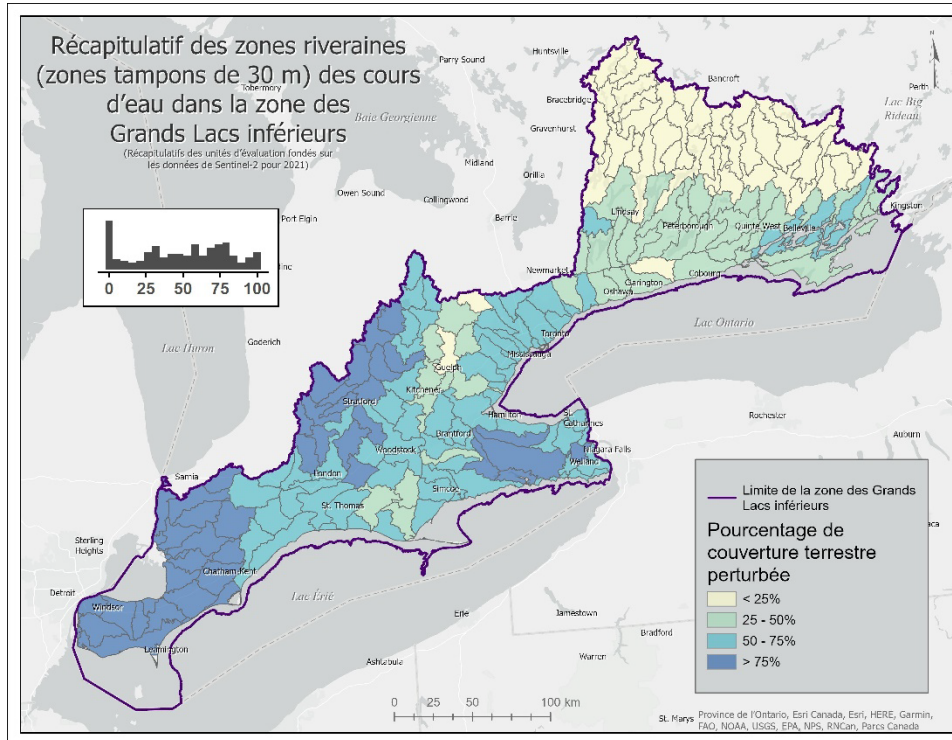 Récapitulatif des zones riveraines
(zones tampons de 30 m) des cours
d'eau dans la zone des
Grands Lacs inférieurs
(Récapitulatifs des unités d'évaluation fondés sur
les données de Sentinel-2 pour 2021)
Tobermory
Parry Sound
Huntsville
Bracebridge
Gravenhurst
Bancroft
Perth
Lac Big
Rideau
Baie Georgienne
Midland
Orillia
Owen Sound
Collingwood
Barrie
Port Elgin
0 25 50 75 100
Lindsay
Peterborough
Quinte West
Belleville
Kingston
Newmarket
Clarington
Cobourg
Oshawa
Toronto
Lac Ontario
Mississauga
Lac Huron
Goderich
Guelph
Kitchener
Stratford
Hamilton
St.
Catharines
Rochester
Auburn
Brantford
Niagara Falls
Woodstock
Welland
London
Simcoe
Sarnia
St. Thomas
Sterling
Heights
Chatham-Kent
Detroit
Windsor
Lac Érié
Leamington
Erie
Jamestown
Bradford
Ashtabula
Warren
Limite de la zone des Grands
Lacs inférieurs
Pourcentage de
couverture terrestre
perturbée
< 25%
25 - 50%
50 - 75%
> 75%
0 25 50 100 km
St. Marys
Province de l'Ontario, Esri Canada, Esri, HERE, Garmin,
FAO, NOAA, USGS, EPA, NPS, RNCan, Parcs Canada